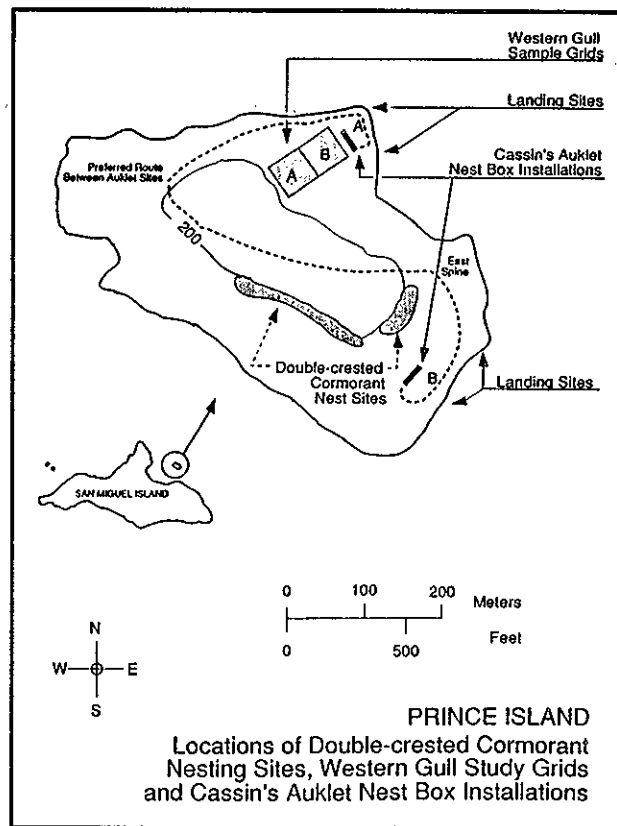 Western Gull
Sample Grids
Landing Sites
A
Cassin's Auklet
Nest Box Installations
B
A
Preferred Route
Between Auklet Sites
200
East
Spine
Double-crested
Cormorant
Nest Sites
B
Landing Sites
SAN MIGUEL ISLAND
0 100 200 Meters
Feet
0 500
N
W E
S
PRINCE ISLAND
Locations of Double-crested Cormorant
Nesting Sites, Western Gull Study Grids
and Cassin's Auklet Nest Box Installations